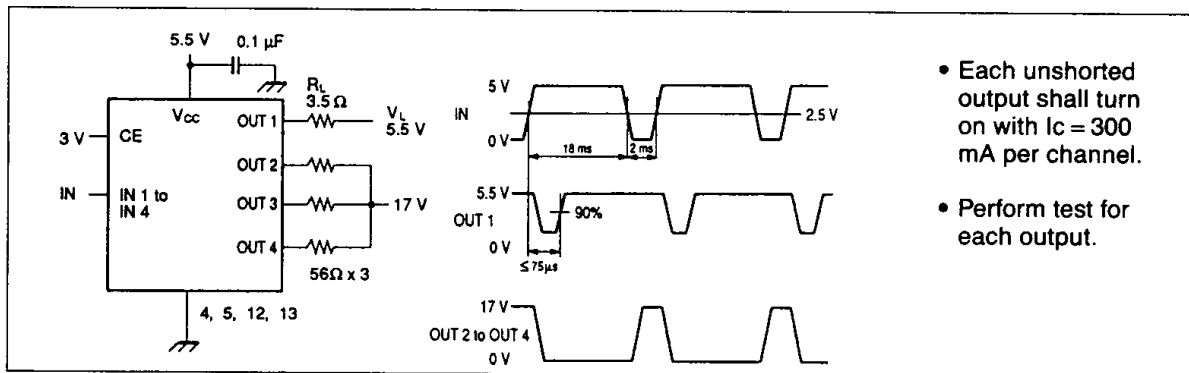 5.5 V
0.1 µF
RL
3.5 Ω
VL
5.5 V
Vcc
OUT 1
3 V
CE
OUT 2
IN
IN 1 to
IN 4
OUT 3
17 V
OUT 4
56Ω x 3
4, 5, 12, 13
5 V
IN
2.5 V
0 V
18 ms
2 ms
5.5 V
90%
OUT 1
0 V
≤ 75µs
17 V
OUT 2 to OUT 4
0 V
• Each unshorted
output shall turn
on with Ic = 300
mA per channel.
• Perform test for
each output.